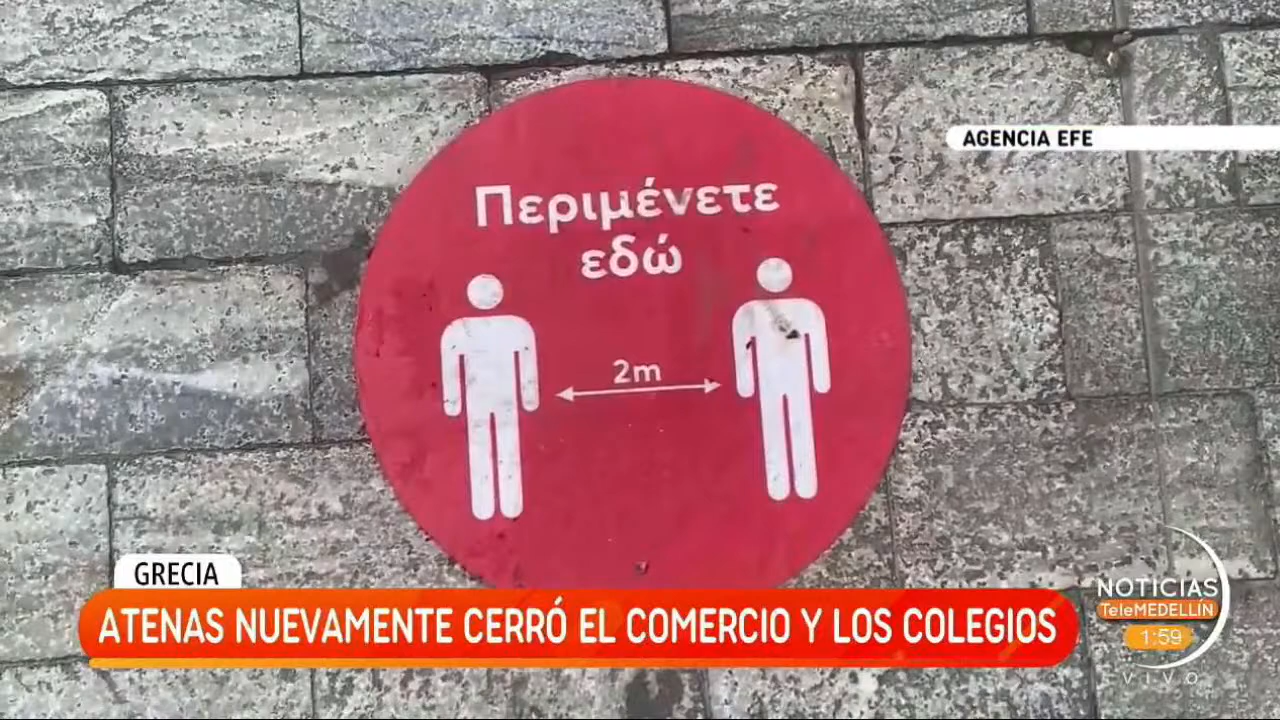 AGENCIA EFE
Περιμένετε
εδώ
2m
GRECIA
ATENAS NUEVAMENTE CERRÓ EL COMERCIO Y LOS COLEGIOS
NOTICIAS
TeleMEDELLÍN
1:59
VIVO